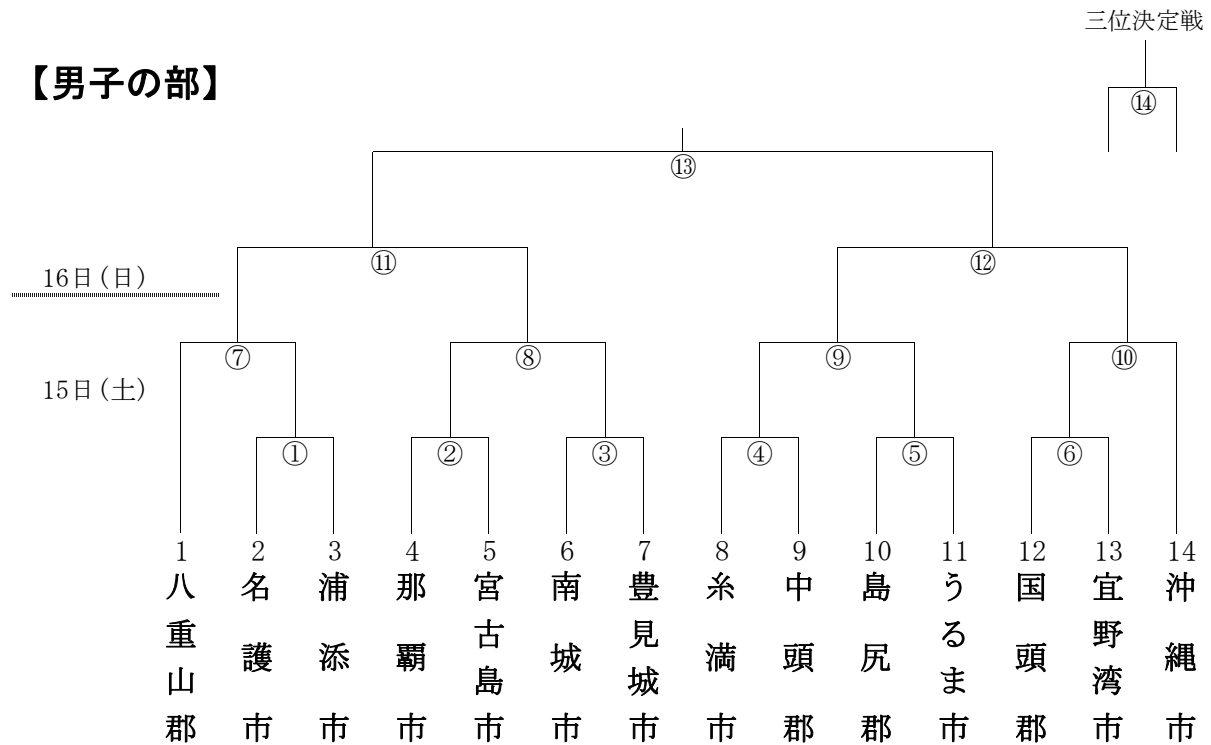 三位決定戦
【男子の部】
⑭
⑬
⑪ ⑫
16日(日)
⑦ ⑧ ⑨ ⑩
15日(土)
① ② ③ ④ ⑤ ⑥
1 2 3 4 5 6 7 8 9 10 11 12 13 14
八重山郡
名護市
浦添市
那覇市
宮古島市
南城市
豊見城市
糸満市
中頭郡
島尻郡
うるま市
国頭郡
宜野湾市
沖縄市